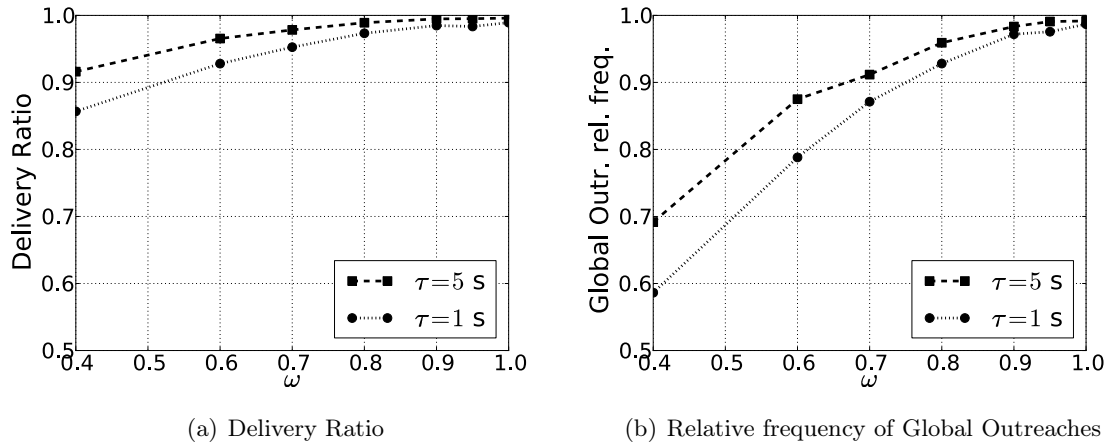 1.0
0.9
0.8
0.7
0.6
0.5
Delivery Ratio
τ=5 s
τ=1 s
0.4 0.5 0.6 0.7 0.8 0.9 1.0
ω
(a) Delivery Ratio
1.0
0.9
0.8
0.7
0.6
0.5
Global Outr. rel. freq.
τ=5 s
τ=1 s
0.4 0.5 0.6 0.7 0.8 0.9 1.0
ω
(b) Relative frequency of Global Outreaches